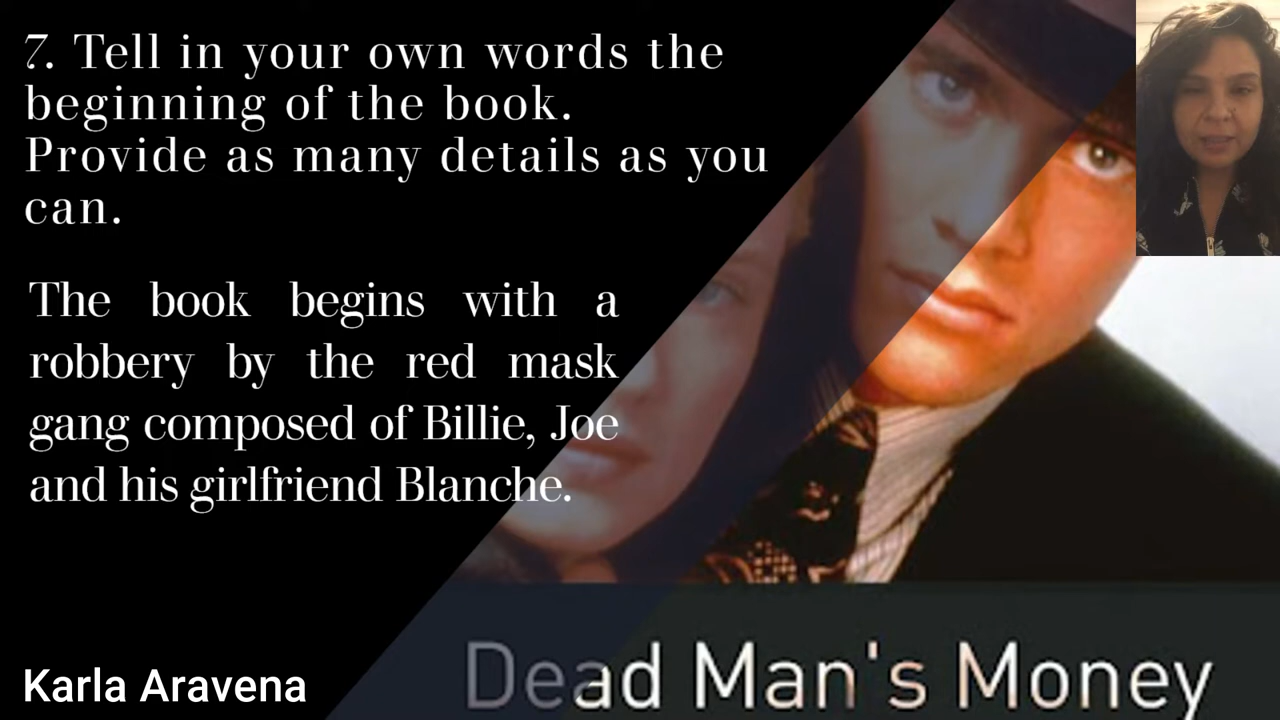 7. Tell in your own words the
beginning of the book.
Provide as many details as you
can.
The book begins with a
robbery by the red mask
gang composed of Billie, Joe
and his girlfriend Blanche.
Karla Aravena
Dead Man's Money